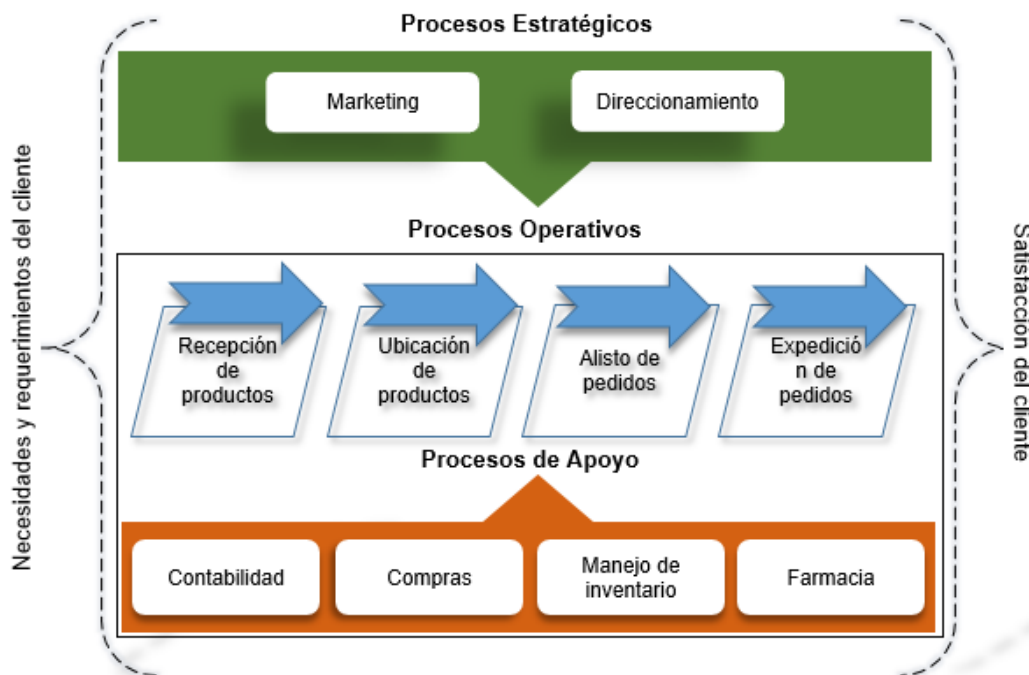 Procesos Estratégicos
Marketing
Direccionamiento
Necesidades y requerimientos del cliente
Procesos Operativos
Recepción
de
productos
Ubicación
de
productos
Alisto de
pedidos
Expedició
n de
pedidos
Satisfacción del cliente
Procesos de Apoyo
Contabilidad
Compras
Manejo de
inventario
Farmacia